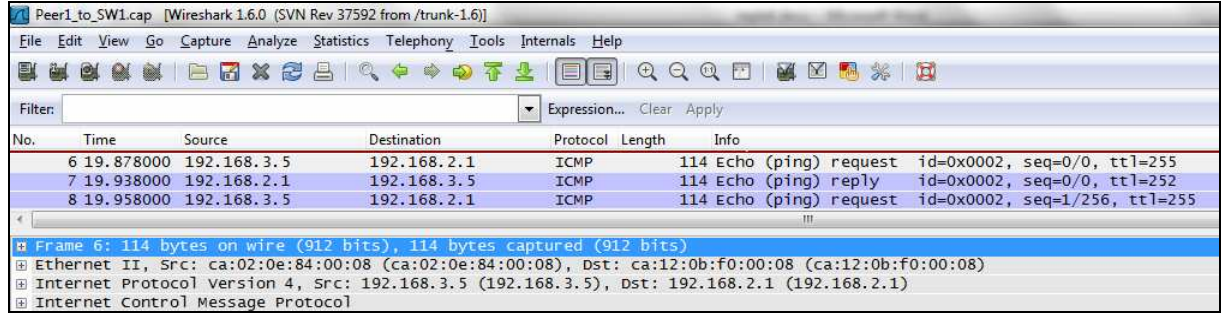 Peer1_to_SW1.cap [Wireshark 1.6.0 (SVN Rev 37592 from /trunk-1.6)]
File Edit View Go Capture Analyze Statistics Telephony Tools Internals Help
Filter: Expression... Clear Apply
No. Time Source Destination Protocol Length Info
6 19.878000 192.168.3.5 192.168.2.1 ICMP 114 Echo (ping) request id=0x0002, seq=0/0, ttl=255
7 19.938000 192.168.2.1 192.168.3.5 ICMP 114 Echo (ping) reply id=0x0002, seq=0/0, ttl=252
8 19.958000 192.168.3.5 192.168.2.1 ICMP 114 Echo (ping) request id=0x0002, seq=1/256, ttl=255
Frame 6: 114 bytes on wire (912 bits), 114 bytes captured (912 bits)
Ethernet II, Src: ca:02:0e:84:00:08 (ca:02:0e:84:00:08), Dst: ca:12:0b:f0:00:08 (ca:12:0b:f0:00:08)
Internet Protocol Version 4, Src: 192.168.3.5 (192.168.3.5), Dst: 192.168.2.1 (192.168.2.1)
Internet Control Message Protocol